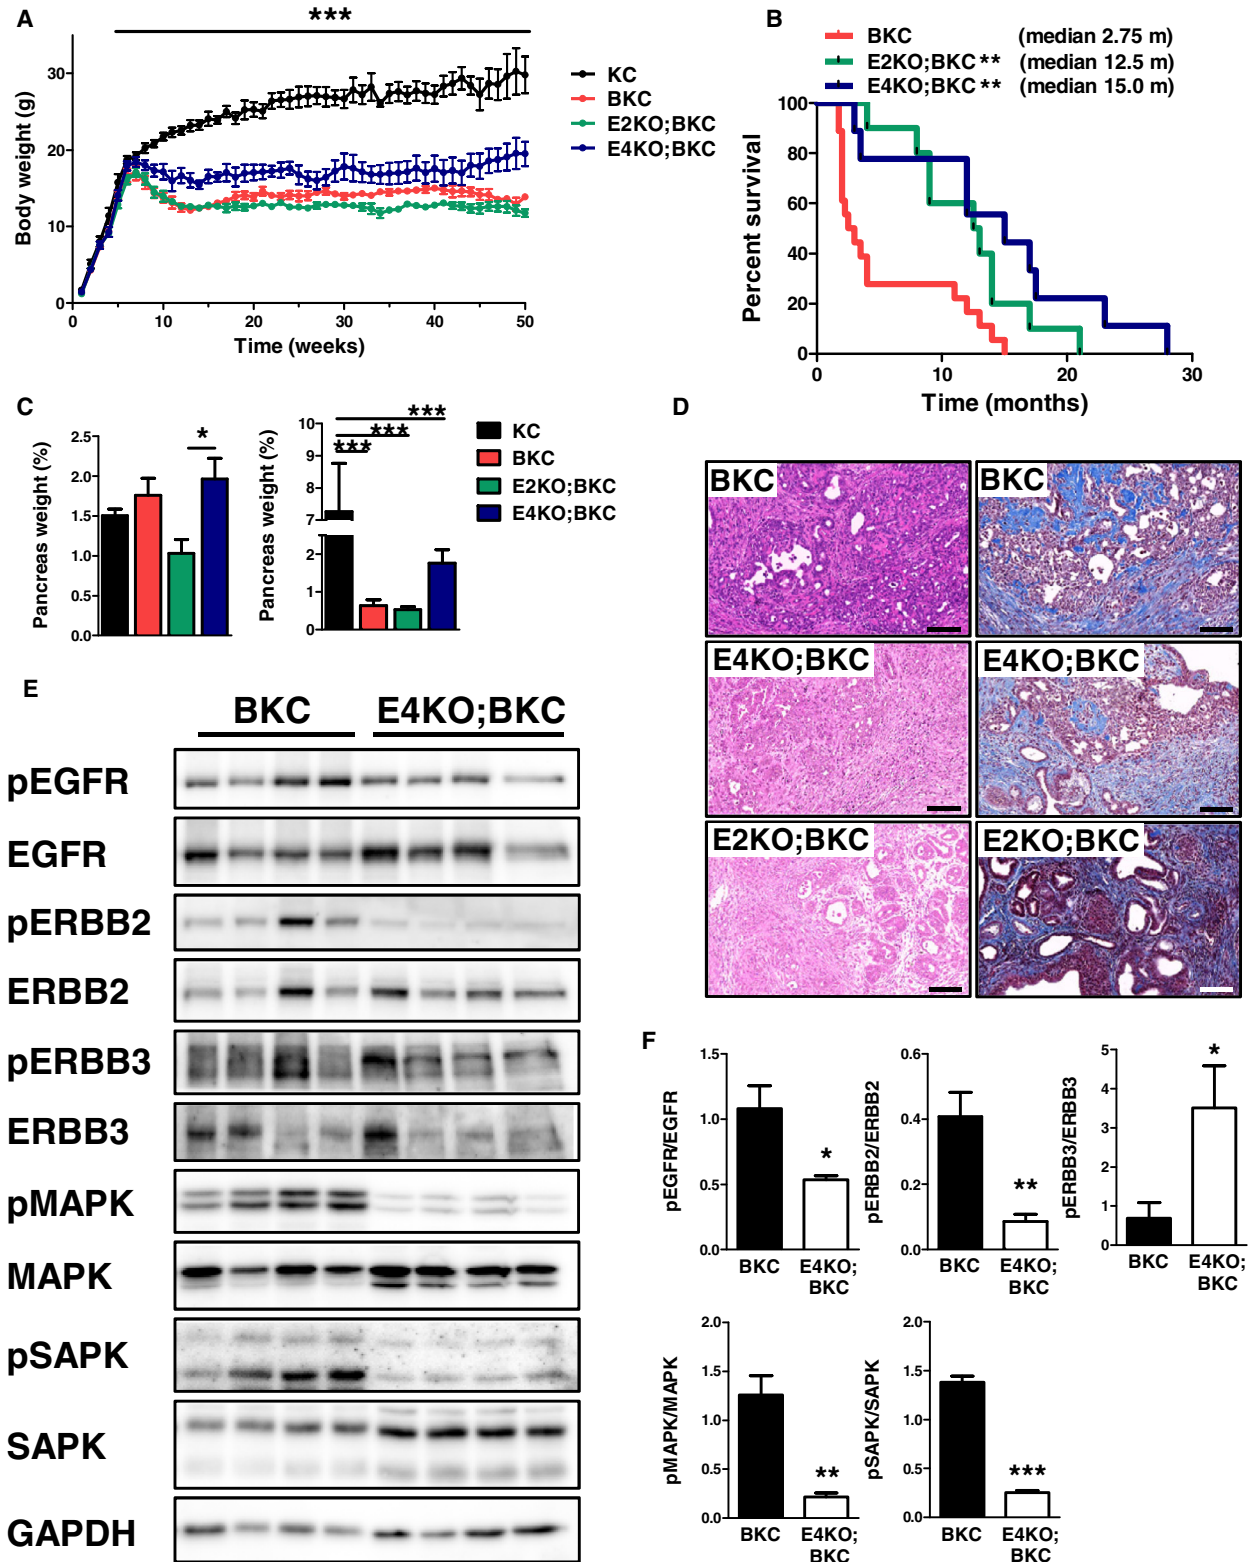 A
***
Body weight (g)
30
20
10
0
0
10
20
30
40
50
Time (weeks)
KC
BKC
E2KO;BKC
E4KO;BKC
B
BKC (median 2.75 m)
E2KO;BKC ** (median 12.5 m)
E4KO;BKC ** (median 15.0 m)
Percent survival
100
80
60
40
20
0
0
10
20
30
Time (months)
C
Pancreas weight (%)
2.5
2.0
1.5
1.0
0.5
0.0
*
Pancreas weight (%)
10
9
8
7
2
1
0
***
***
***
KC
BKC
E2KO;BKC
E4KO;BKC
D
BKC
BKC
E4KO;BKC
E4KO;BKC
E2KO;BKC
E2KO;BKC
E
BKC
E4KO;BKC
pEGFR
EGFR
pERBB2
ERBB2
pERBB3
ERBB3
pMAPK
MAPK
pSAPK
SAPK
GAPDH
F
pEGFR/EGFR
1.5
1.0
0.5
0.0
*
BKC
E4KO;
BKC
pERBB2/ERBB2
0.6
0.4
0.2
0.0
**
BKC
E4KO;
BKC
pERBB3/ERBB3
5
4
3
2
1
0
*
BKC
E4KO;
BKC
pMAPK/MAPK
2.0
1.5
1.0
0.5
0.0
**
BKC
E4KO;
BKC
pSAPK/SAPK
2.0
1.5
1.0
0.5
0.0
***
BKC
E4KO;
BKC